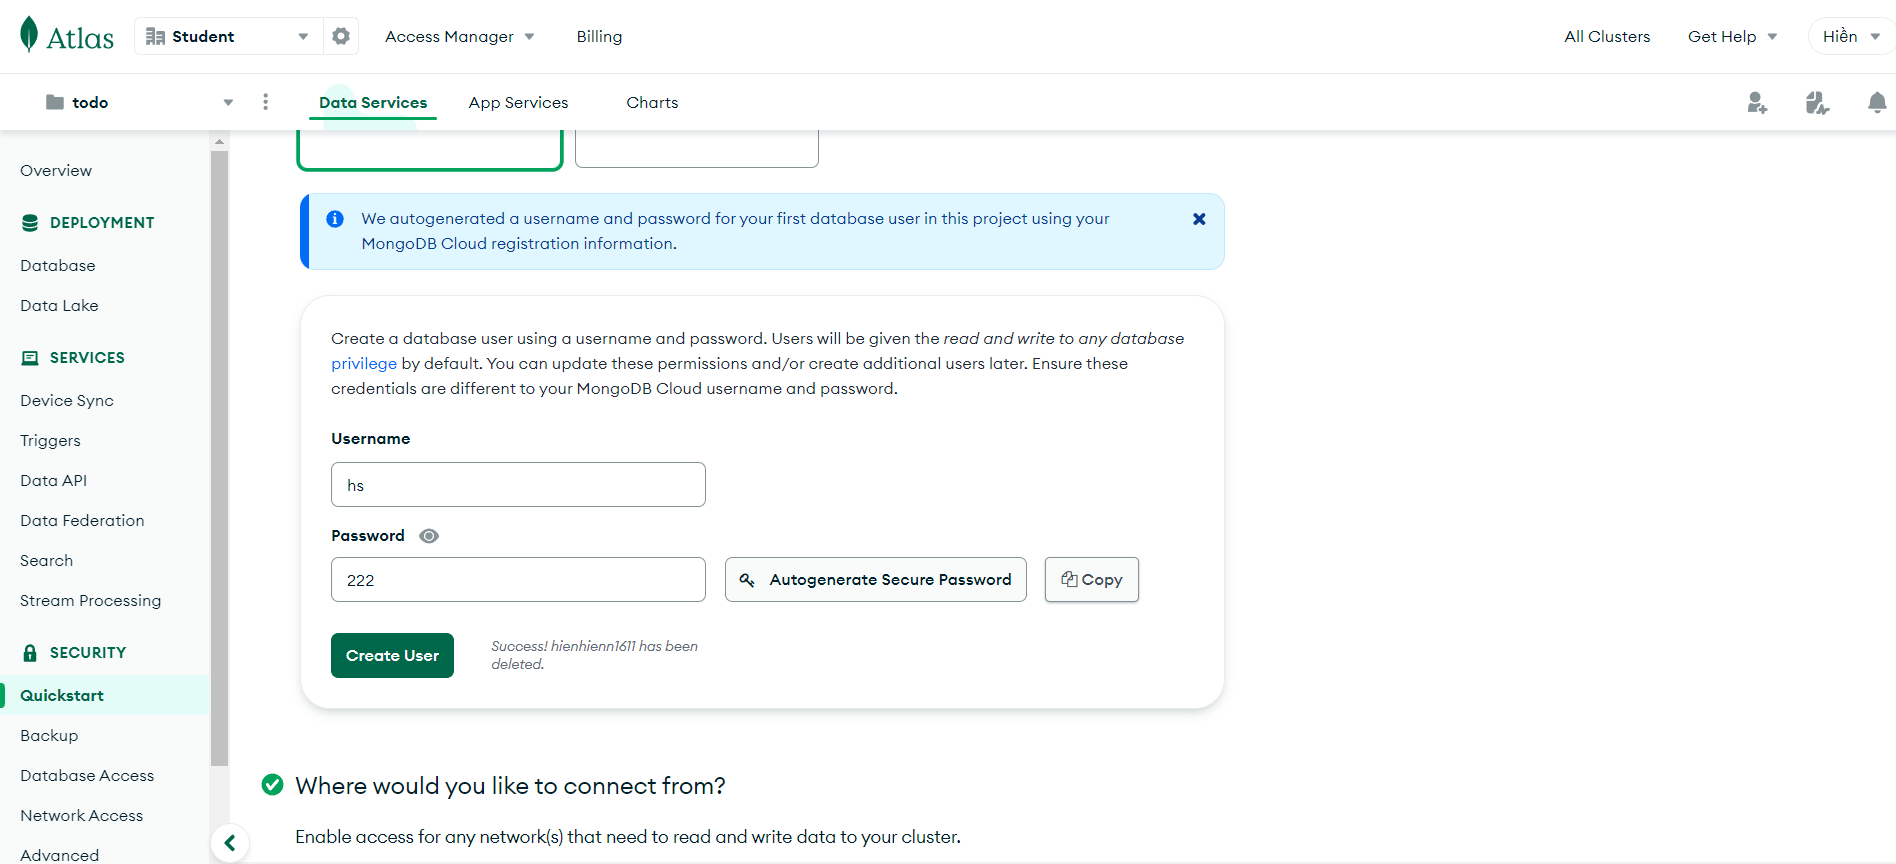 Atlas
Student
Access Manager
Billing
All Clusters
Get Help
Hiền
todo
Data Services
App Services
Charts
Overview
DEPLOYMENT
Database
Data Lake
SERVICES
Device Sync
Triggers
Data API
Data Federation
Search
Stream Processing
SECURITY
Quickstart
Backup
Database Access
Network Access
Advanced
We autogenerated a username and password for your first database user in this project using your
MongoDB Cloud registration information.
Create a database user using a username and password. Users will be given the read and write to any database
privilege by default. You can update these permissions and/or create additional users later. Ensure these
credentials are different to your MongoDB Cloud username and password.
Username
hs
Password
222
Autogenerate Secure Password
Copy
Create User
Success! hienhienn1611 has been
deleted.
Where would you like to connect from?
Enable access for any network(s) that need to read and write data to your cluster.